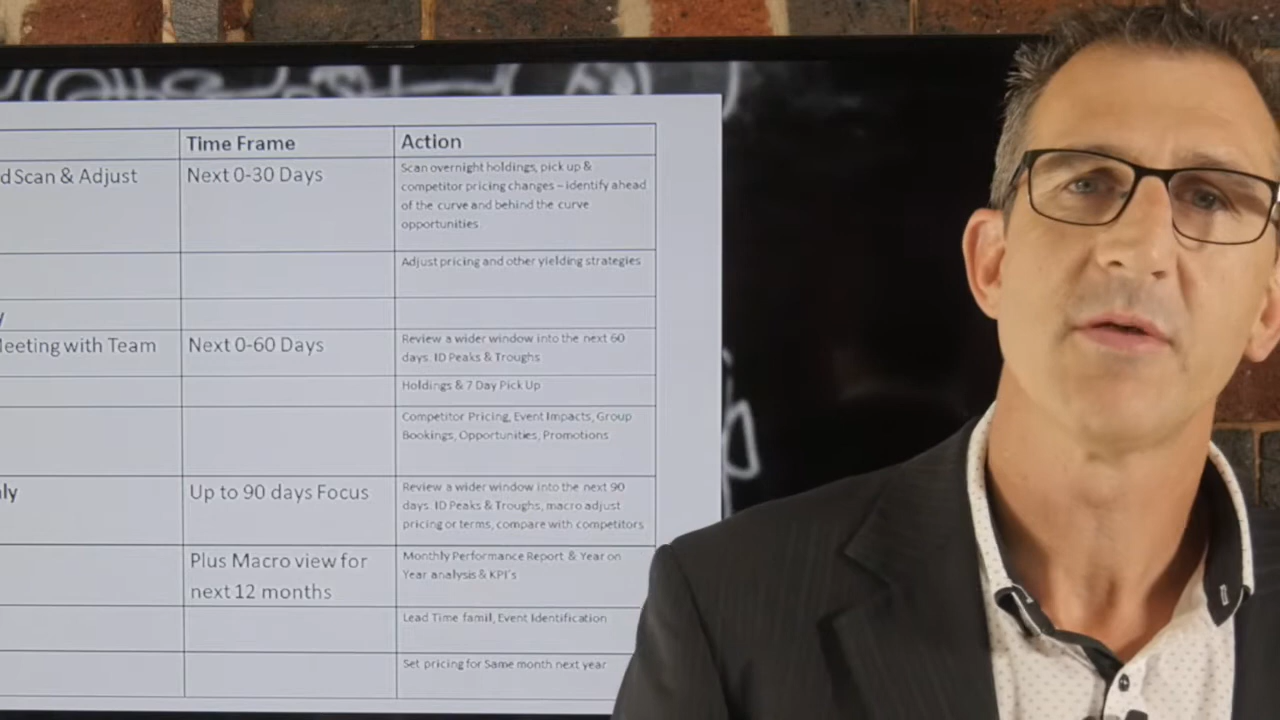 Time Frame
Action
d Scan & Adjust
Next 0-30 Days
Scan overnight holdings, pick up &
competitor pricing changes – identify ahead
of the curve and behind the curve
opportunities.
Adjust pricing and other yielding strategies
y
Meeting with Team
Next 0-60 Days
Review a wider window into the next 60
days. ID Peaks & Troughs
Holdings & 7 Day Pick Up
Competitor Pricing, Event Impacts, Group
Bookings, Opportunities, Promotions
ly
Up to 90 days Focus
Review a wider window into the next 90
days. ID Peaks & Troughs, macro adjust
pricing or terms, compare with competitors
Plus Macro view for
next 12 months
Monthly Performance Report & Year on
Year analysis & KPI's
Lead Time famil, Event Identification
Set pricing for Same month next year